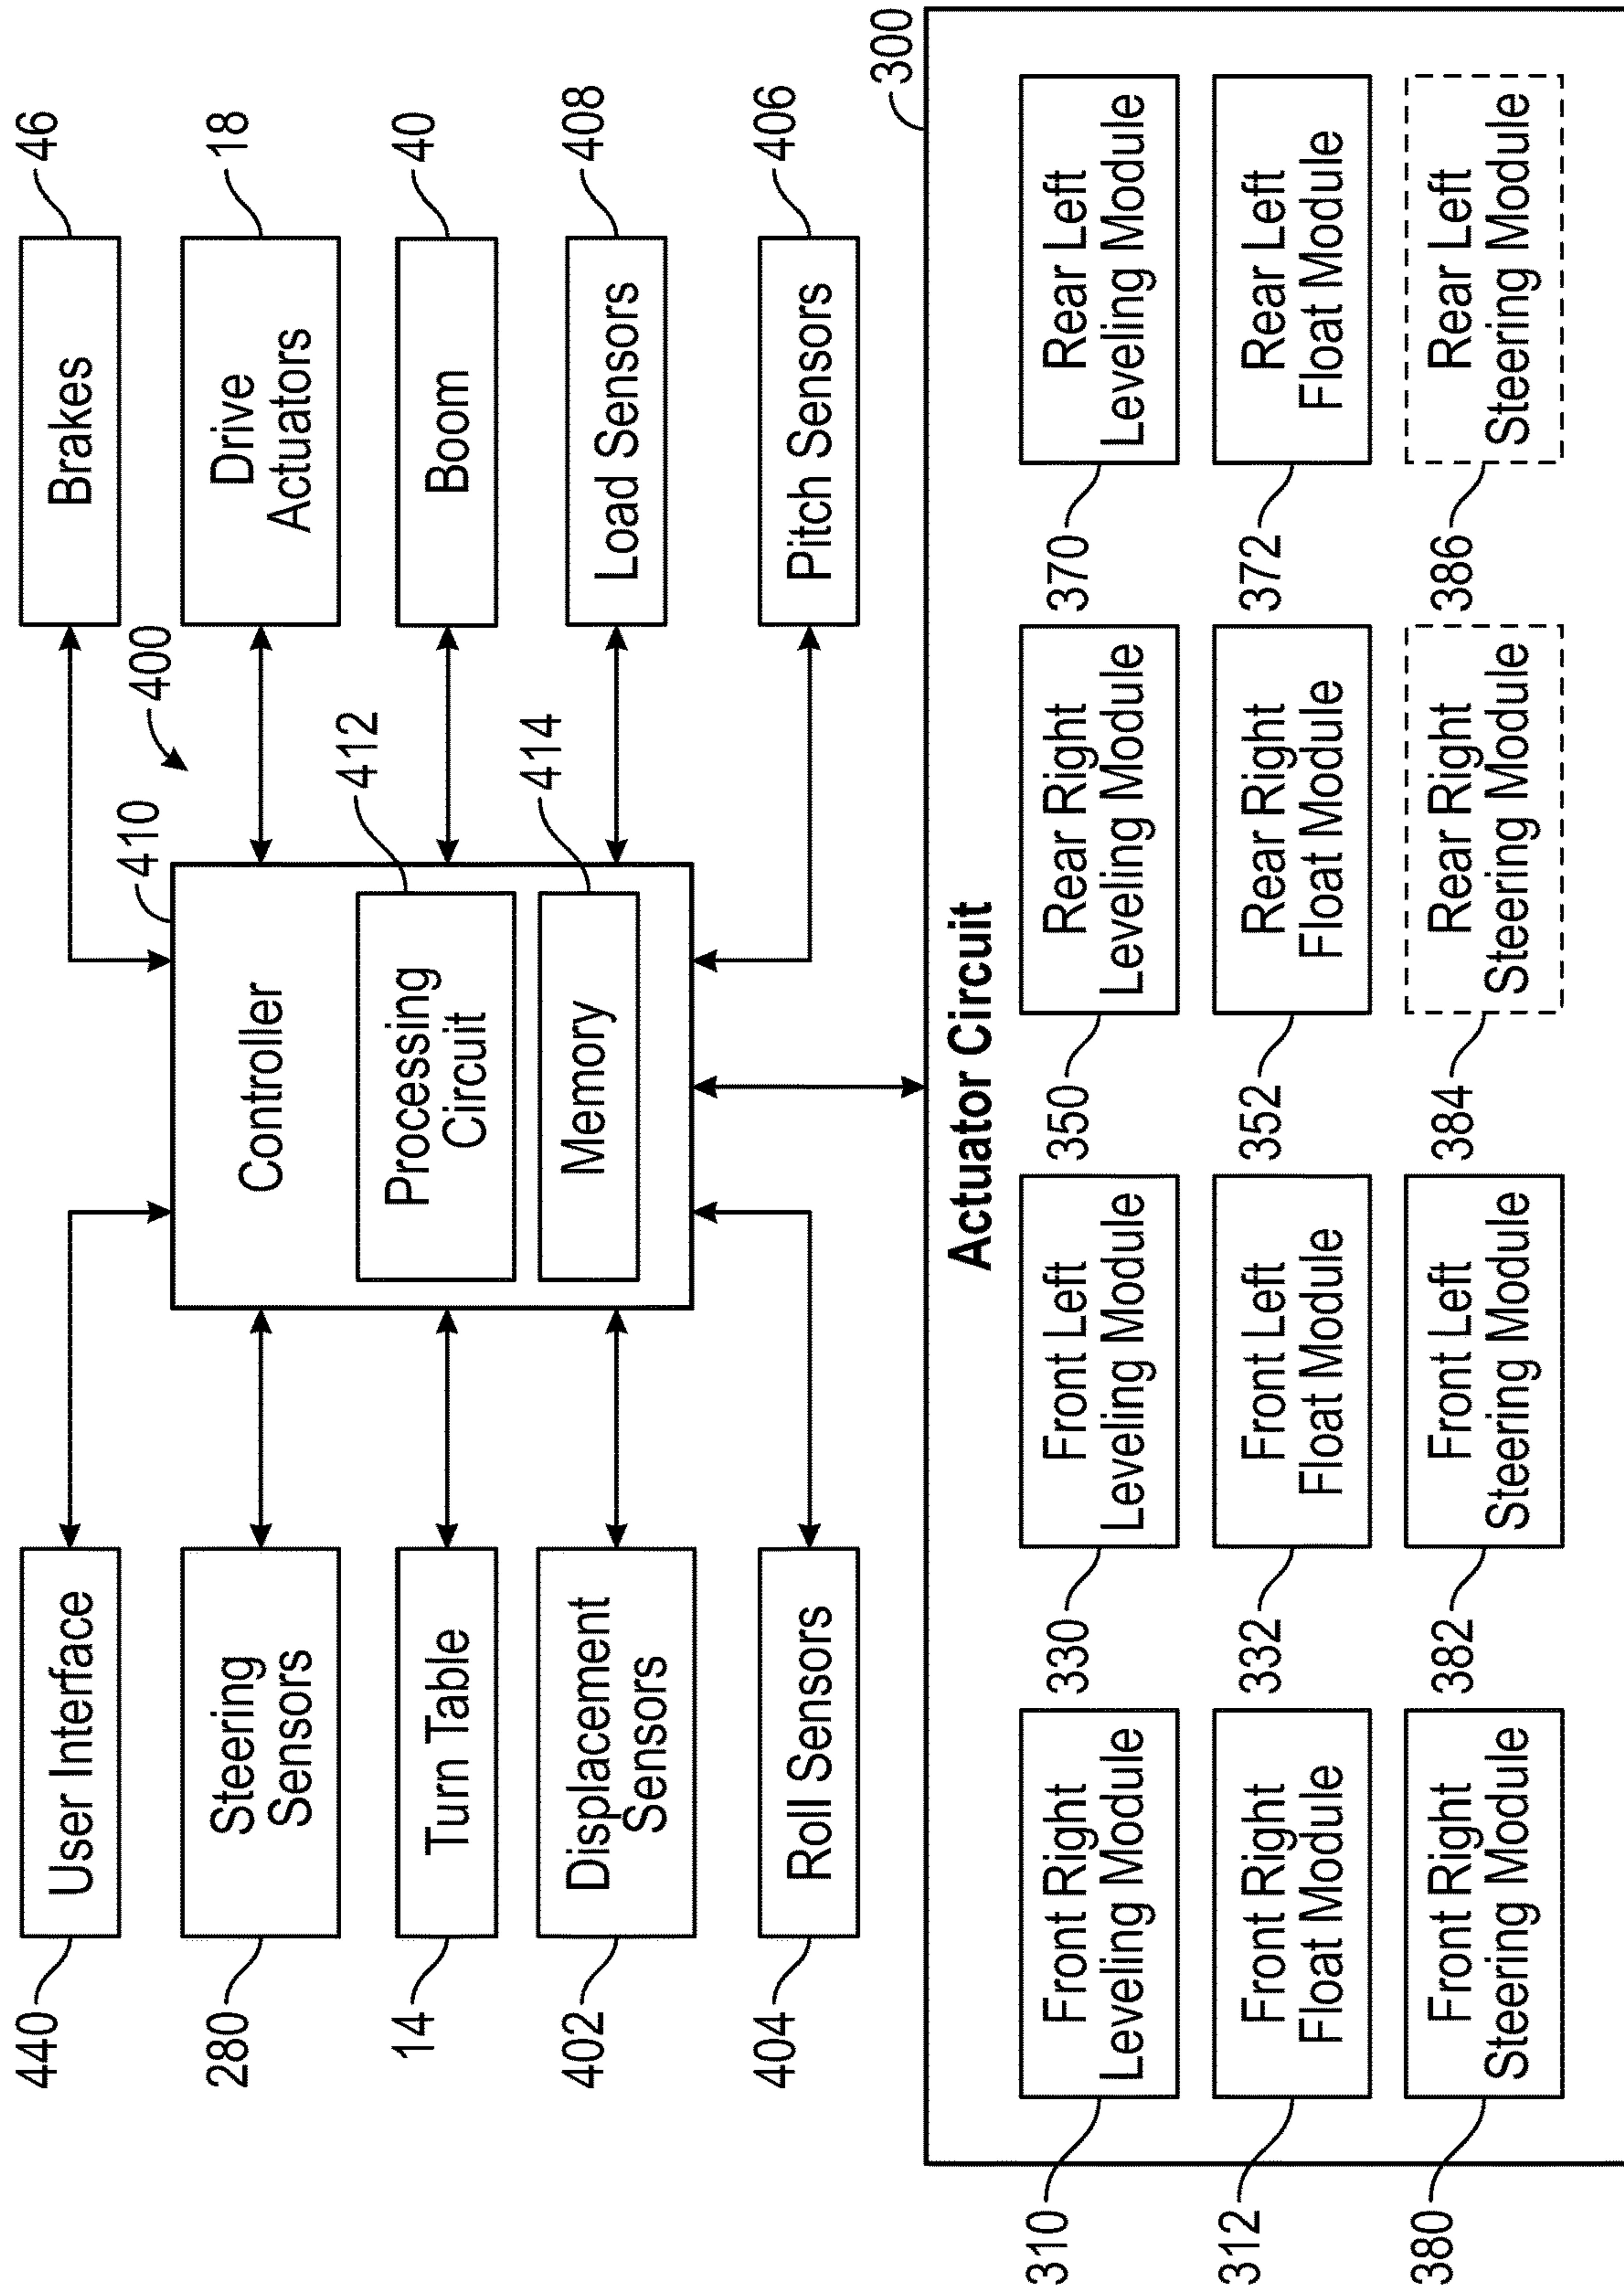 440
User Interface
280
Steering
Sensors
14
Turn Table
402
Displacement
Sensors
404
Roll Sensors
410
400
Controller
412
Processing
Circuit
414
Memory
Brakes
46
Drive
Actuators
18
Boom
40
Load Sensors
408
Pitch Sensors
406
300
Actuator Circuit
310
Front Right
Leveling Module
330
Front Left
Leveling Module
350
Rear Right
Leveling Module
370
Rear Left
Leveling Module
312
Front Right
Float Module
332
Front Left
Float Module
352
Rear Right
Float Module
372
Rear Left
Float Module
380
Front Right
Steering Module
382
Front Left
Steering Module
384
Rear Right
Steering Module
386
Rear Left
Steering Module